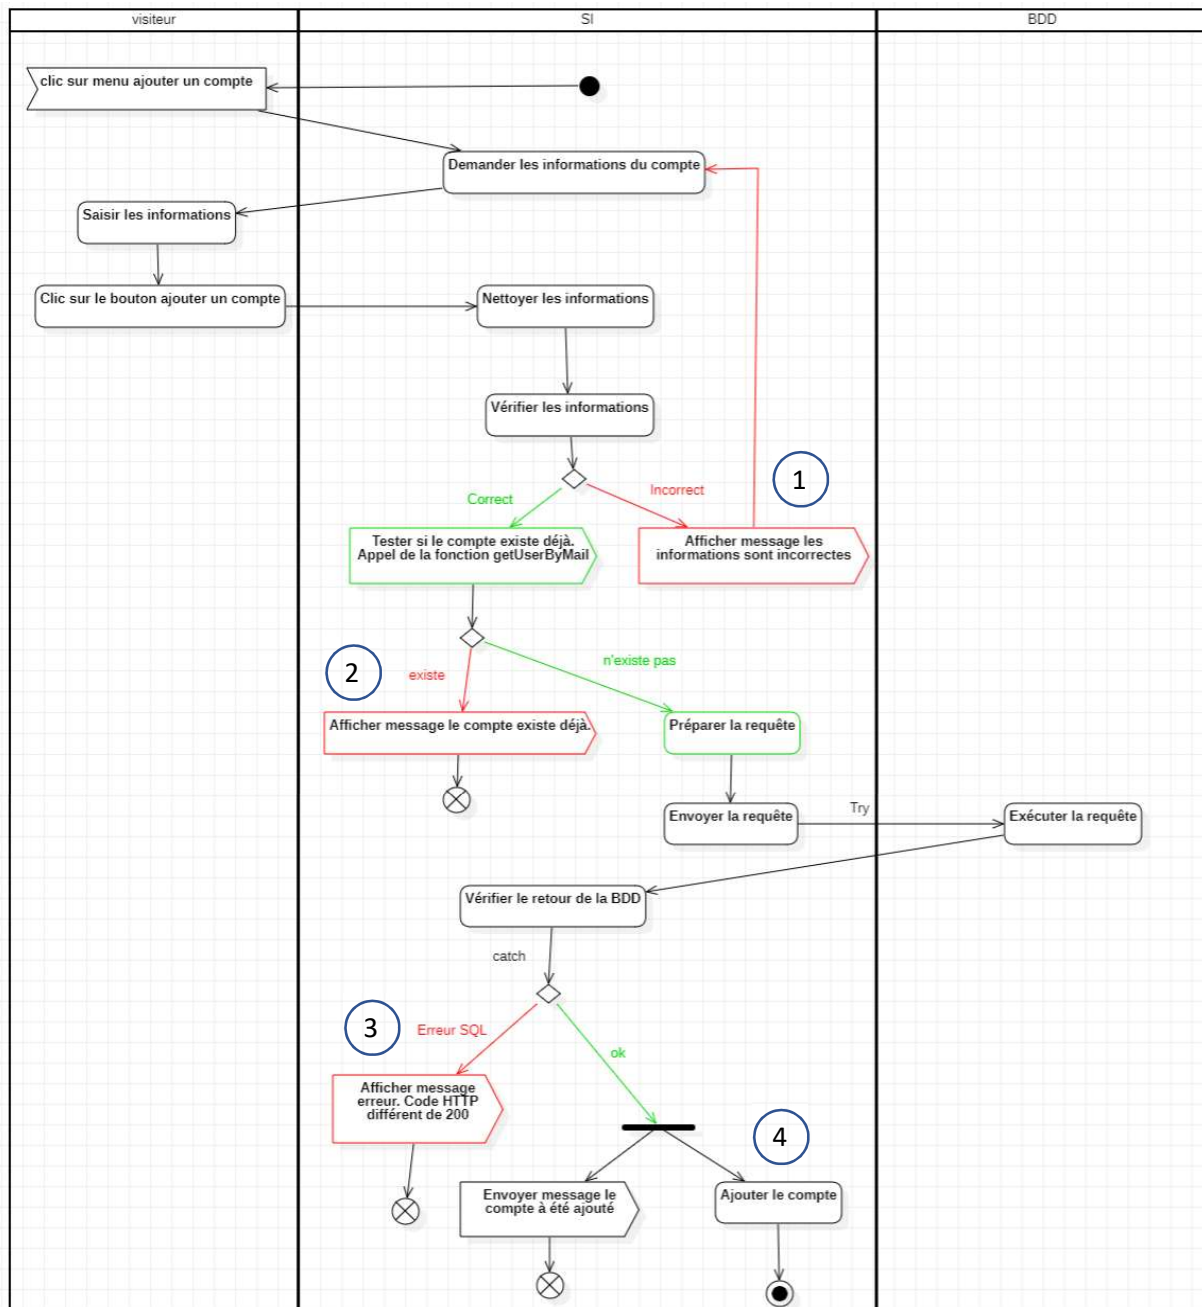 visiteur
SI
BDD
clic sur menu ajouter un compte
Demander les informations du compte
Saisir les informations
Clic sur le bouton ajouter un compte
Nettoyer les informations
Vérifier les informations
1
Correct
Incorrect
Tester si le compte existe déjà.
Appel de la fonction getUserByMail
Afficher message les
informations sont incorrectes
2
existe
n'existe pas
Afficher message le compte existe déjà.
Préparer la requête
Envoyer la requête
Try
Exécuter la requête
Vérifier le retour de la BDD
catch
3
Erreur SQL
ok
Afficher message
erreur. Code HTTP
différent de 200
4
Envoyer message le
compte à été ajouté
Ajouter le compte